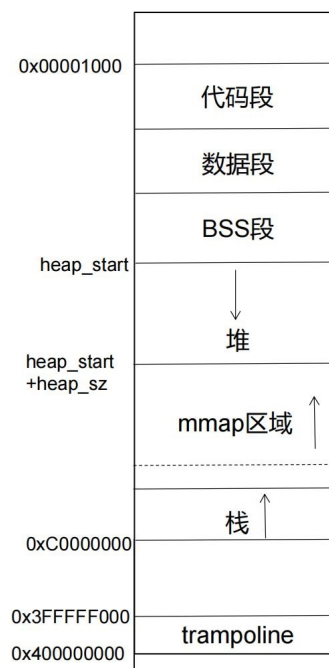 0x00001000
代码段
数据段
BSS段
heap_start
堆
heap_start
+heap_sz
mmap区域
栈
0xC0000000
0x3FFFFF000
trampoline
0x400000000